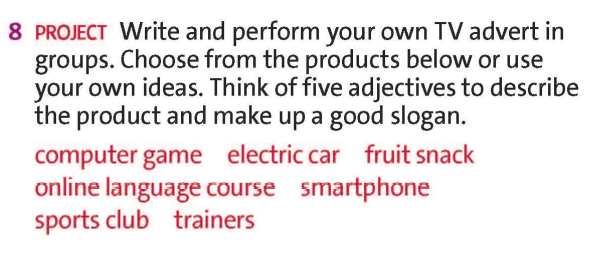 8 PROJECT Write and perform your own TV advert in
groups. Choose from the products below or use
your own ideas. Think of five adjectives to describe
the product and make up a good slogan.
computer game electric car fruit snack
online language course smartphone
sports club trainers